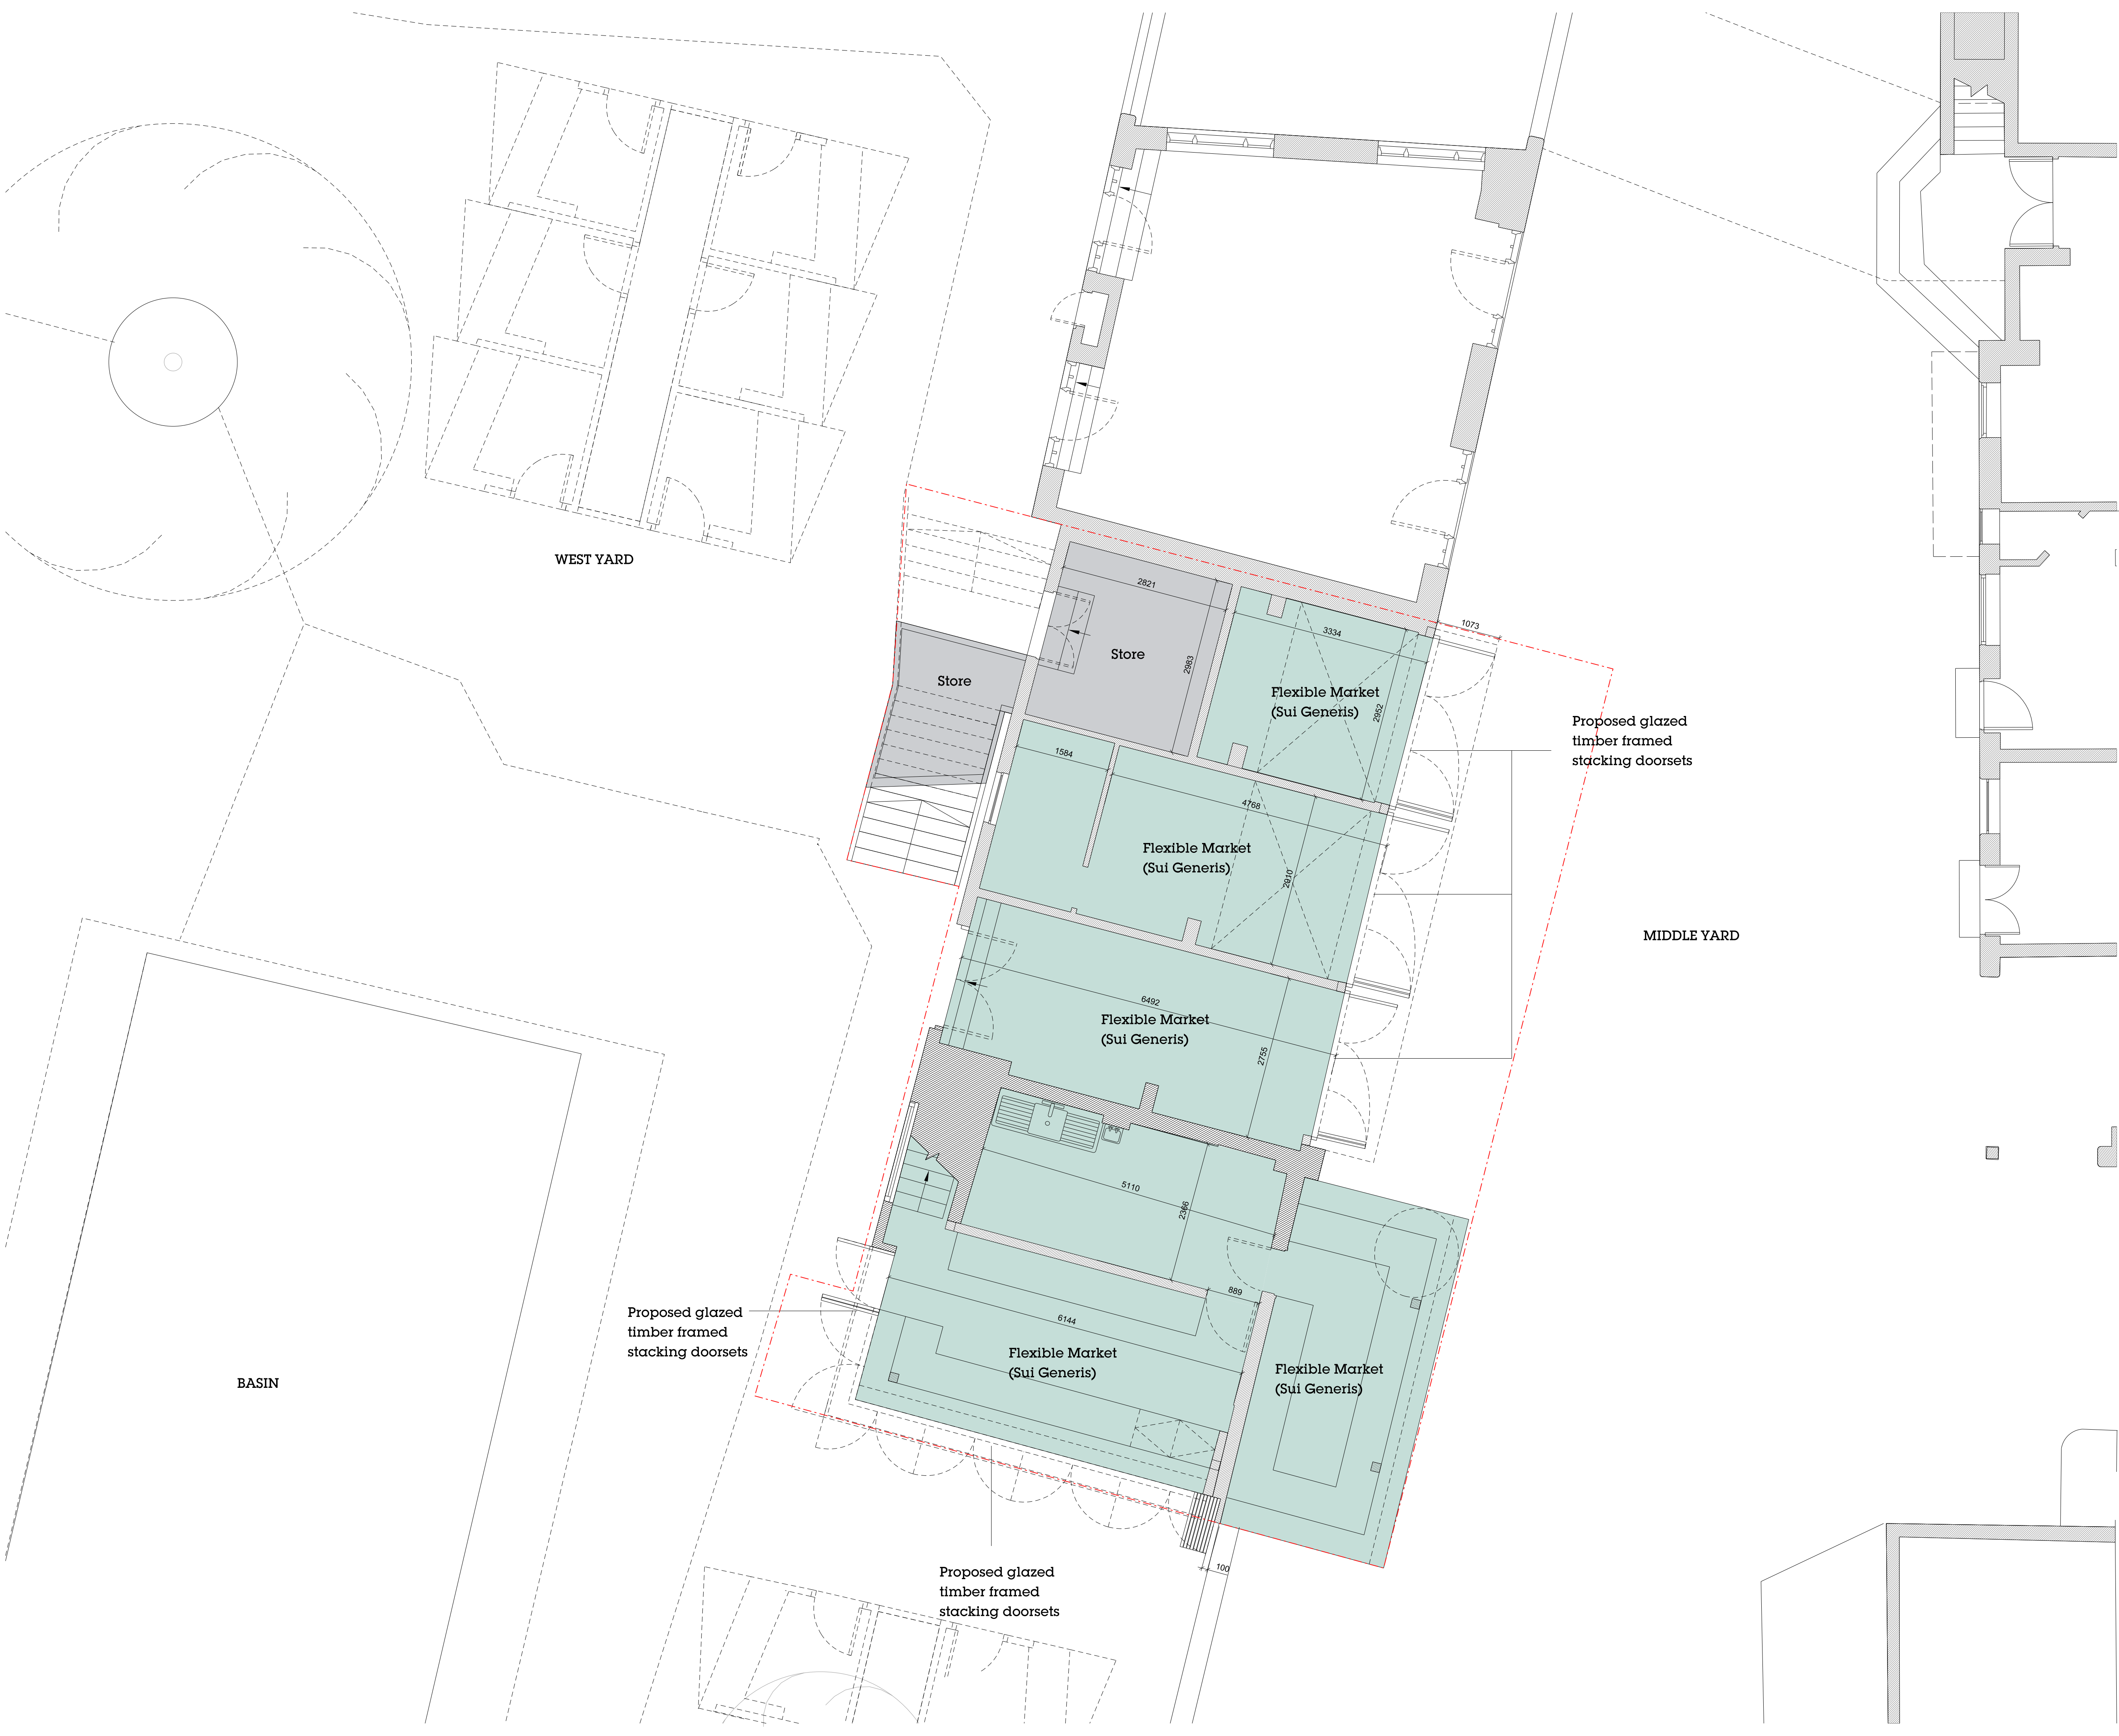 WEST YARD
2821
Store
2983
3334
1073
Store
Flexible Market
(Sui Generis)
2952
Proposed glazed
timber framed
stacking doorsets
1584
4768
Flexible Market
(Sui Generis)
2910
MIDDLE YARD
6492
Flexible Market
(Sui Generis)
2755
5110
2366
889
Proposed glazed
timber framed
stacking doorsets
6144
Flexible Market
(Sui Generis)
Flexible Market
(Sui Generis)
BASIN
100
Proposed glazed
timber framed
stacking doorsets